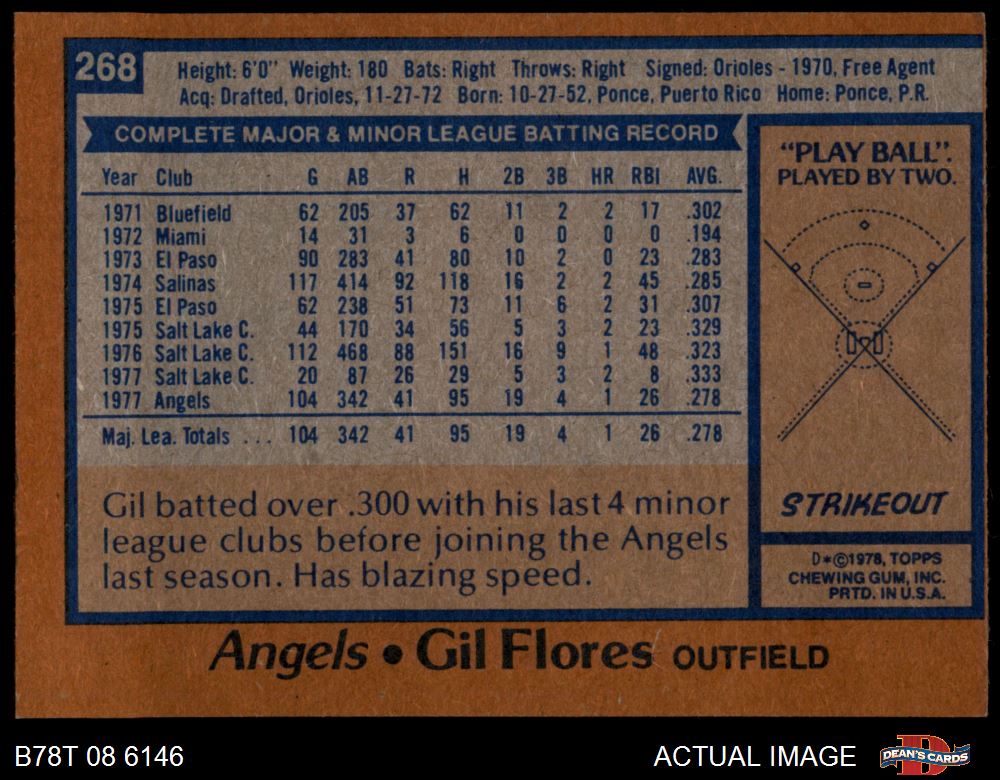 268
Height: 6'0" Weight: 180 Bats: Right Throws: Right Signed: Orioles - 1970, Free Agent
Acq: Drafted, Orioles, 11-27-72 Born: 10-27-52, Ponce, Puerto Rico Home: Ponce, P.R.
COMPLETE MAJOR & MINOR LEAGUE BATTING RECORD
Year Club G AB R H 2B 3B HR RBI AVG.
1971 Bluefield 62 205 37 62 11 2 2 17 .302
1972 Miami 14 31 3 6 0 0 0 0 .194
1973 El Paso 90 283 41 80 10 2 0 23 .283
1974 Salinas 117 414 92 118 16 2 2 45 .285
1975 El Paso 62 238 51 73 11 6 2 31 .307
1975 Salt Lake C. 44 170 34 56 5 3 2 23 .329
1976 Salt Lake C. 112 468 88 151 16 9 1 48 .323
1977 Salt Lake C. 20 87 26 29 5 3 2 8 .333
1977 Angels 104 342 41 95 19 4 1 26 .278
Maj. Lea. Totals ... 104 342 41 95 19 4 1 26 .278
Gil batted over .300 with his last 4 minor
league clubs before joining the Angels
last season. Has blazing speed.
"PLAY BALL".
PLAYED BY TWO.
STRIKEOUT
D*©1978, TOPPS
CHEWING GUM, INC.
PRTD. IN U.S.A.
Angels • Gil Flores OUTFIELD
B78T 08 6146
ACTUAL IMAGE
D
DEAN'S CARDS